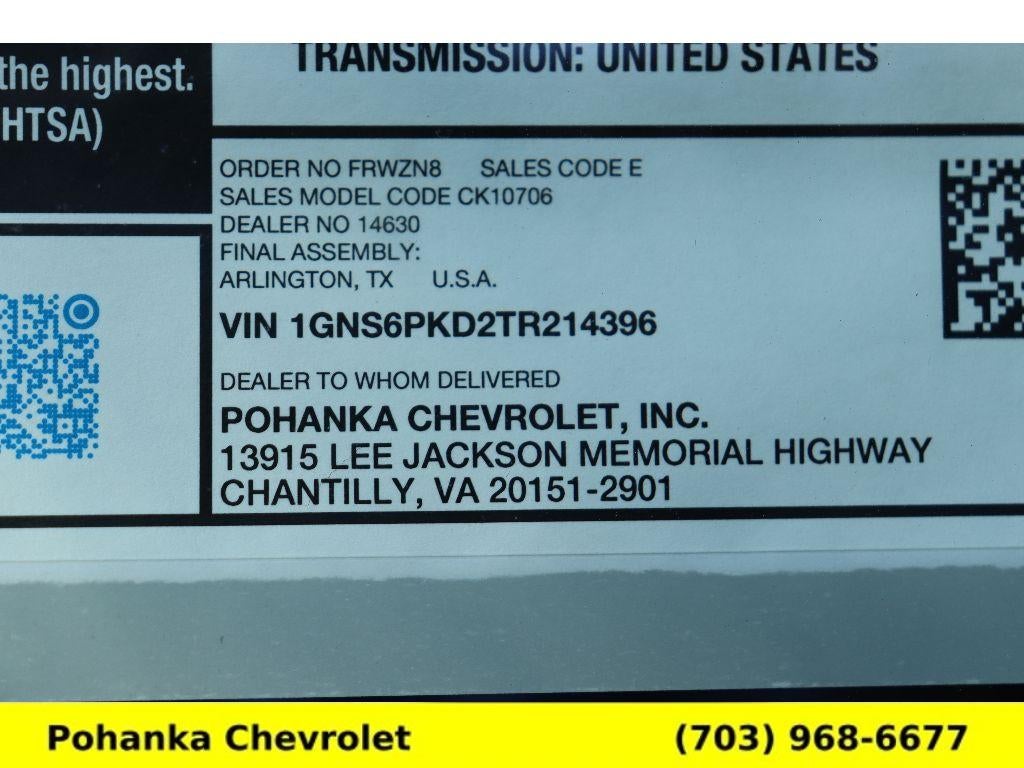 the highest.
HTSA)
TRANSMISSION: UNITED STATES
ORDER NO FRWZN8 SALES CODE E
SALES MODEL CODE CK10706
DEALER NO 14630
FINAL ASSEMBLY:
ARLINGTON, TX U.S.A.
VIN 1GNS6PKD2TR214396
DEALER TO WHOM DELIVERED
POHANKA CHEVROLET, INC.
13915 LEE JACKSON MEMORIAL HIGHWAY
CHANTILLY, VA 20151-2901
Pohanka Chevrolet (703) 968-6677